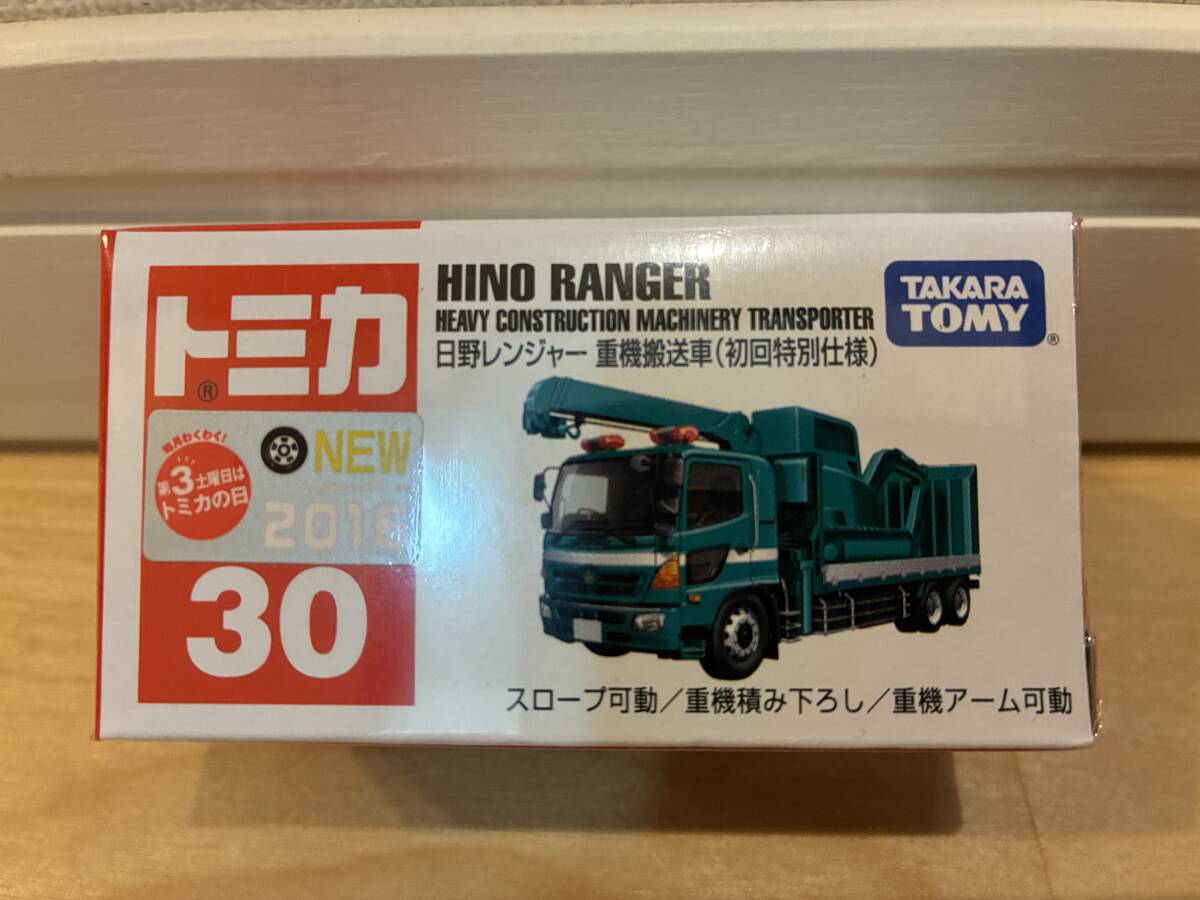 トミカ
®
毎月わくわく!
第3土曜日は
トミカの日
NEW
2016
30
HINO RANGER
HEAVY CONSTRUCTION MACHINERY TRANSPORTER
日野レンジャー 重機搬送車(初回特別仕様)
TAKARA
TOMY
®
スロープ可動/重機積み下ろし/重機アーム可動